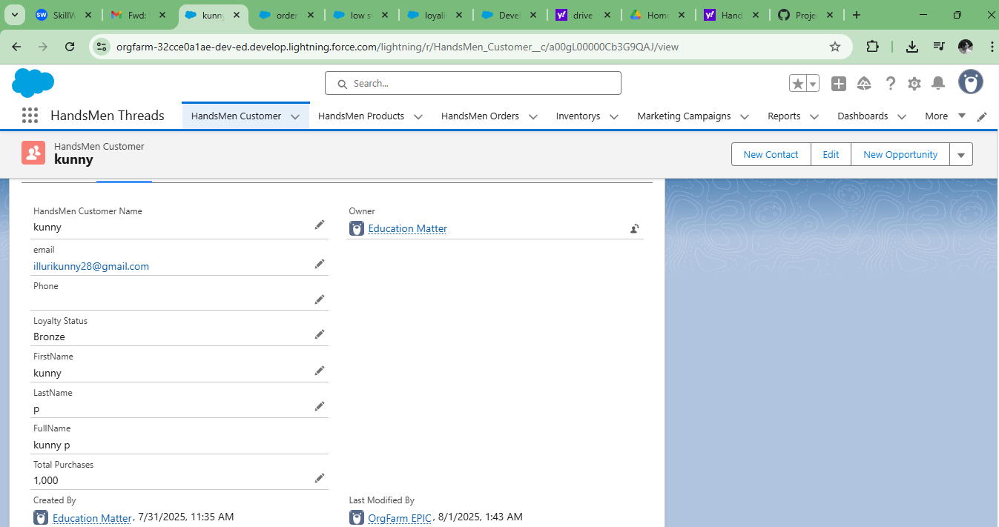 SW SkillW
Fwd:
kunny
order
low s
loyali
Devel
drive
Home
Hand
Proje
orgfarm-32cce0a1ae-dev-ed.develop.lightning.force.com/lightning/r/HandsMen_Customer__c/a00gL00000Cb3G9QAJ/view
Search...
HandsMen Threads
HandsMen Customer
HandsMen Products
HandsMen Orders
Inventorys
Marketing Campaigns
Reports
Dashboards
More
HandsMen Customer
kunny
New Contact
Edit
New Opportunity
HandsMen Customer Name
kunny
Owner
Education Matter
email
illurikunny28@gmail.com
Phone
Loyalty Status
Bronze
FirstName
kunny
LastName
p
FullName
kunny p
Total Purchases
1,000
Created By
Education Matter, 7/31/2025, 11:35 AM
Last Modified By
OrgFarm EPIC, 8/1/2025, 1:43 AM